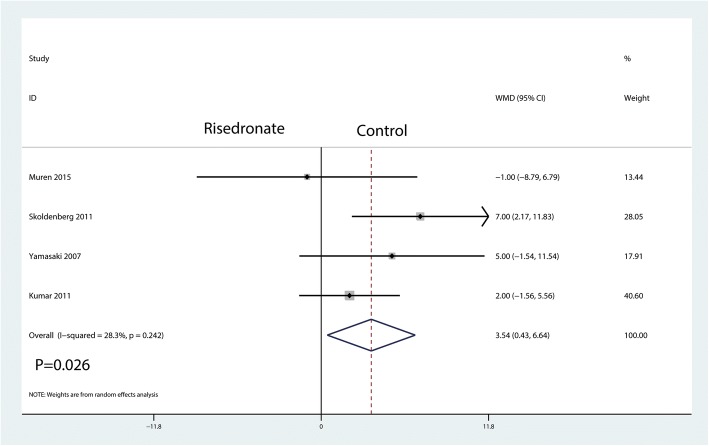 Study %
ID WMD (95% CI) Weight
Risedronate Control
Muren 2015 −1.00 (−8.79, 6.79) 13.44
Skoldenberg 2011 7.00 (2.17, 11.83) 28.05
Yamasaki 2007 5.00 (−1.54, 11.54) 17.91
Kumar 2011 2.00 (−1.56, 5.56) 40.60
Overall (I−squared = 28.3%, p = 0.242) 3.54 (0.43, 6.64) 100.00
P=0.026
NOTE: Weights are from random effects analysis
−11.8 0 11.8